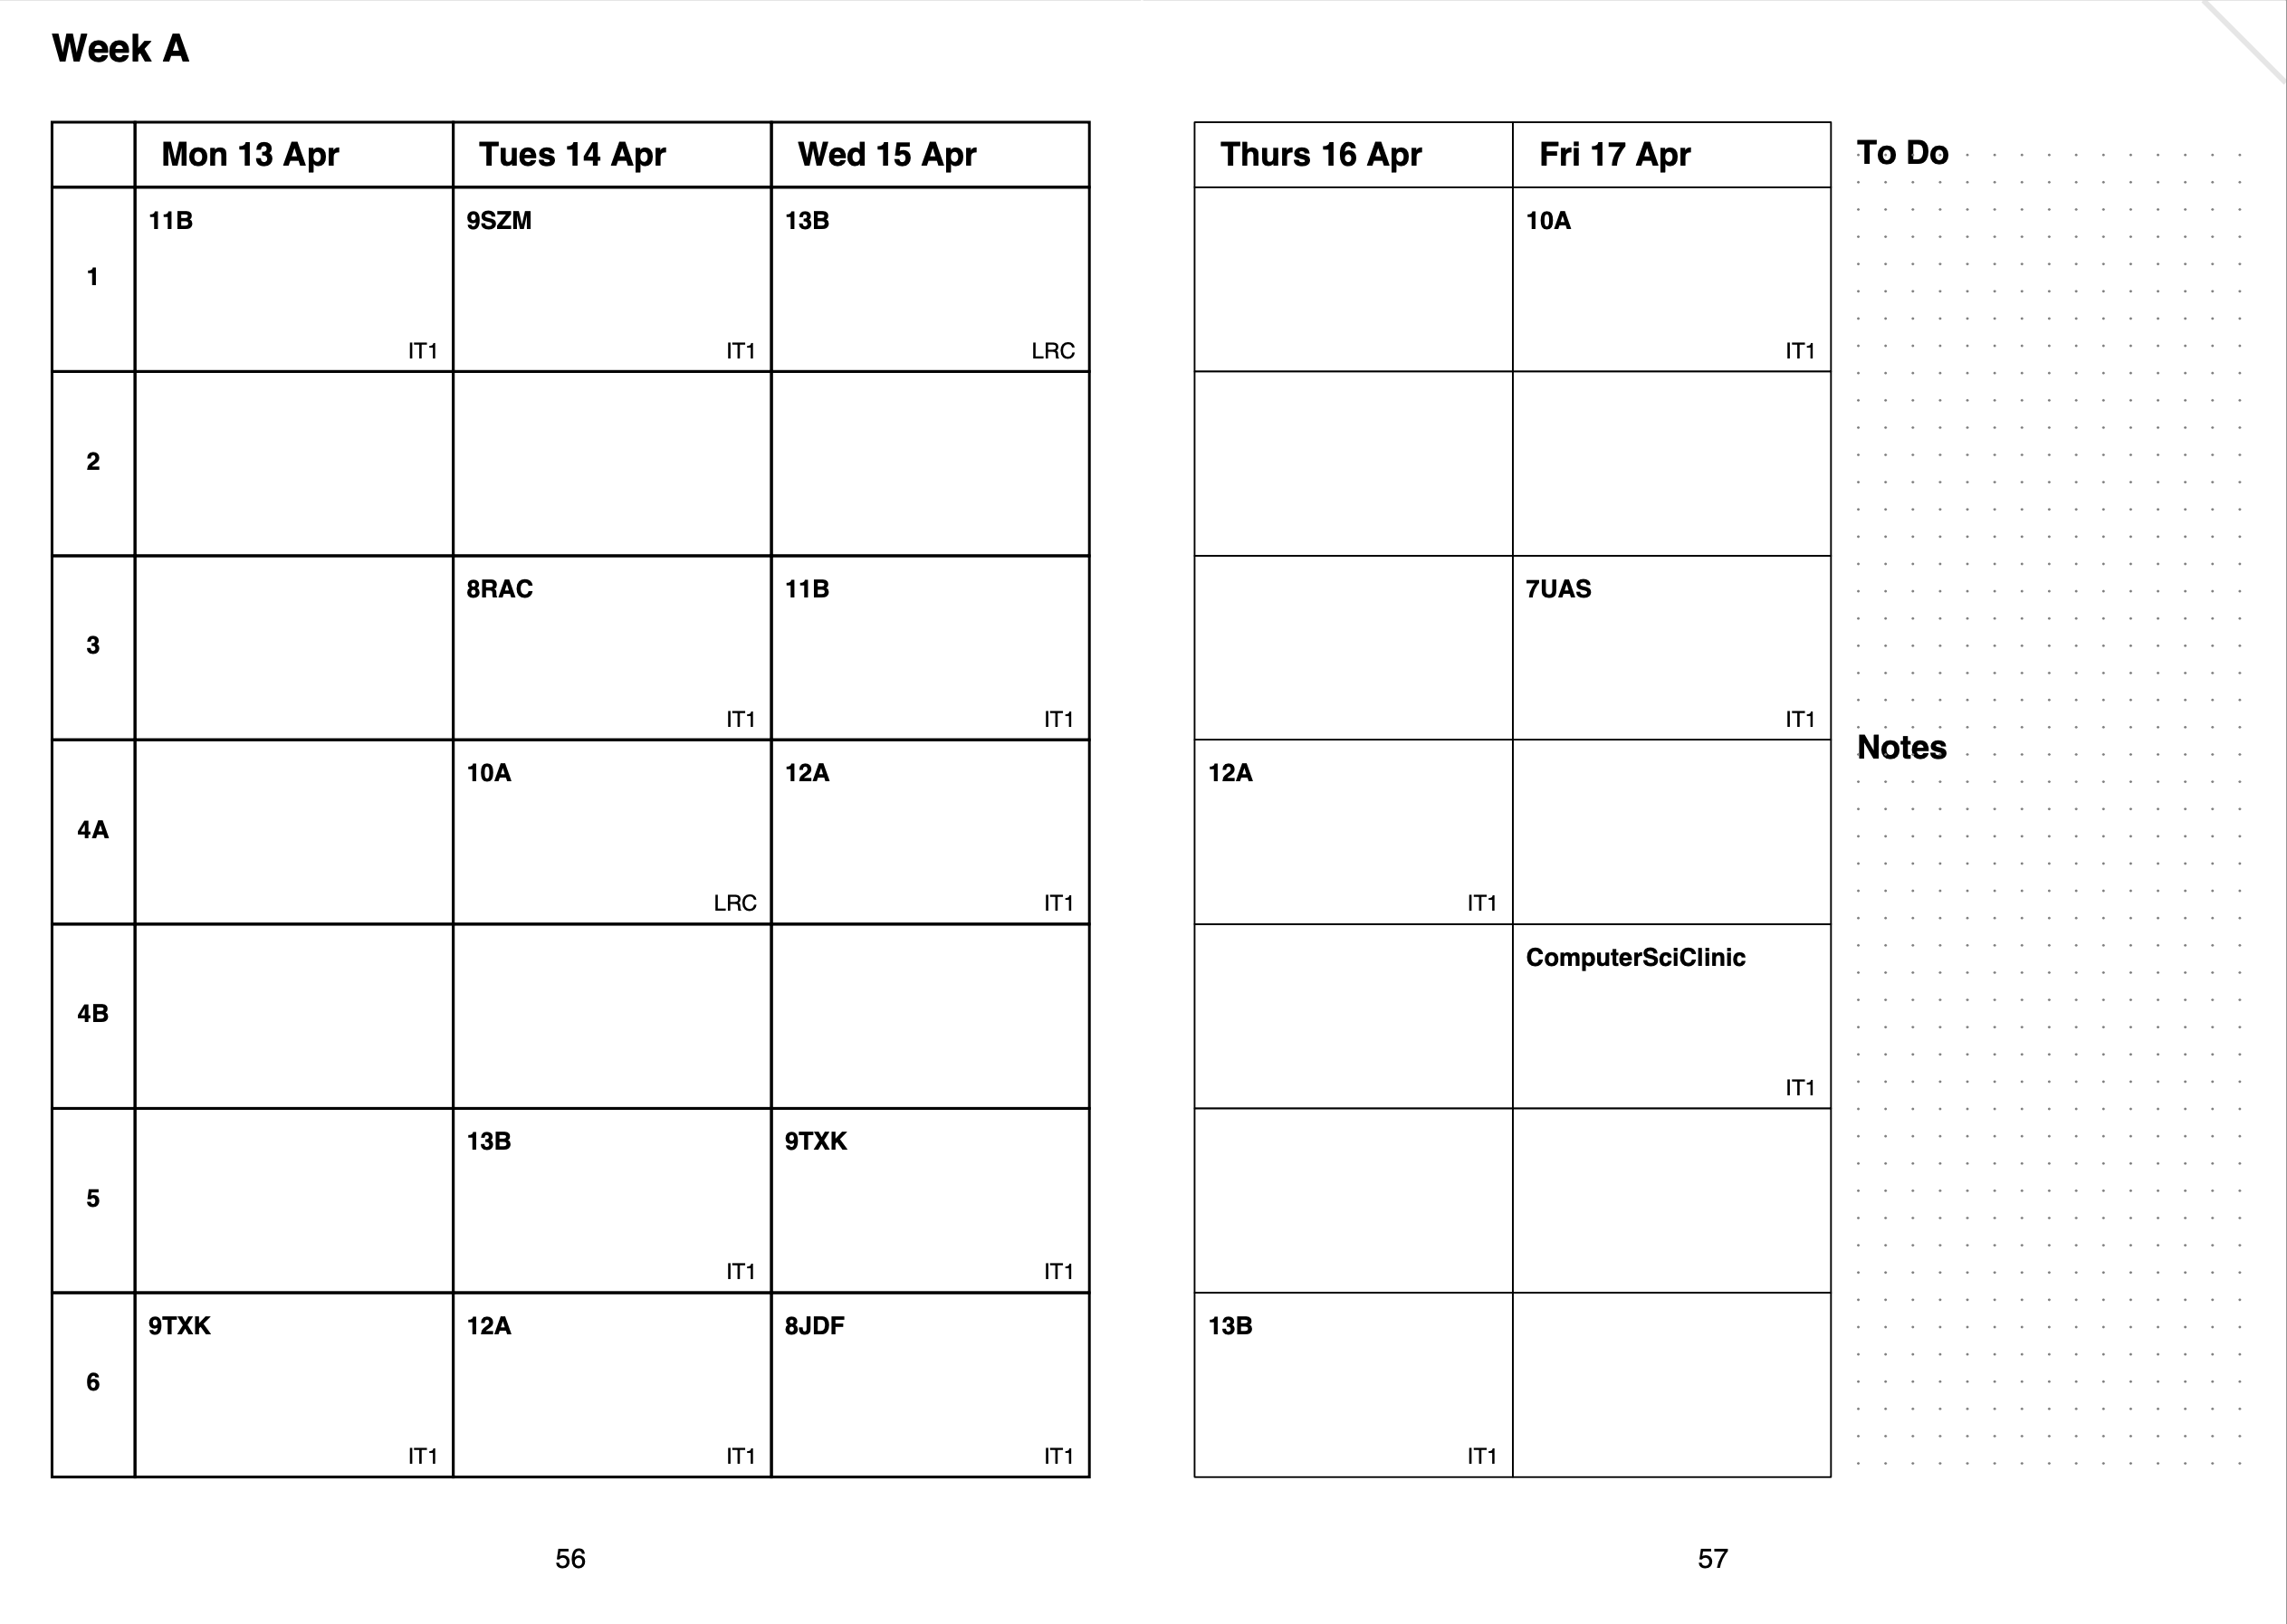 Week A
Mon 13 Apr Tues 14 Apr Wed 15 Apr
1
11B 9SZM 13B
IT1 IT1 LRC
2
3
8RAC 11B
IT1 IT1
4A
10A 12A
LRC IT1
4B
5
13B 9TXK
IT1 IT1
6
9TXK 12A 8JDF
IT1 IT1 IT1
56
Thurs 16 Apr Fri 17 Apr
10A
IT1
7UAS
IT1
12A
IT1
ComputerSciClinic
IT1
13B
IT1
To Do
Notes
57